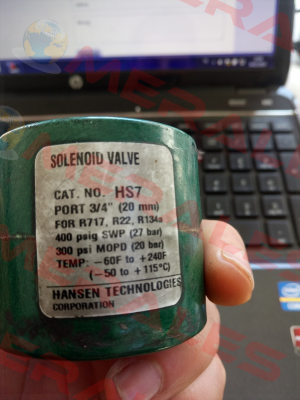 SOLENOID VALVE
CAT. NO. HS7
PORT 3/4" (20 mm)
FOR R717, R22, R134a
400 psig SWP (27 bar)
300 psi MOPD (20 bar)
TEMP: –60F to +240F
(–50 to +115°C)
HANSEN TECHNOLOGIES
CORPORATION